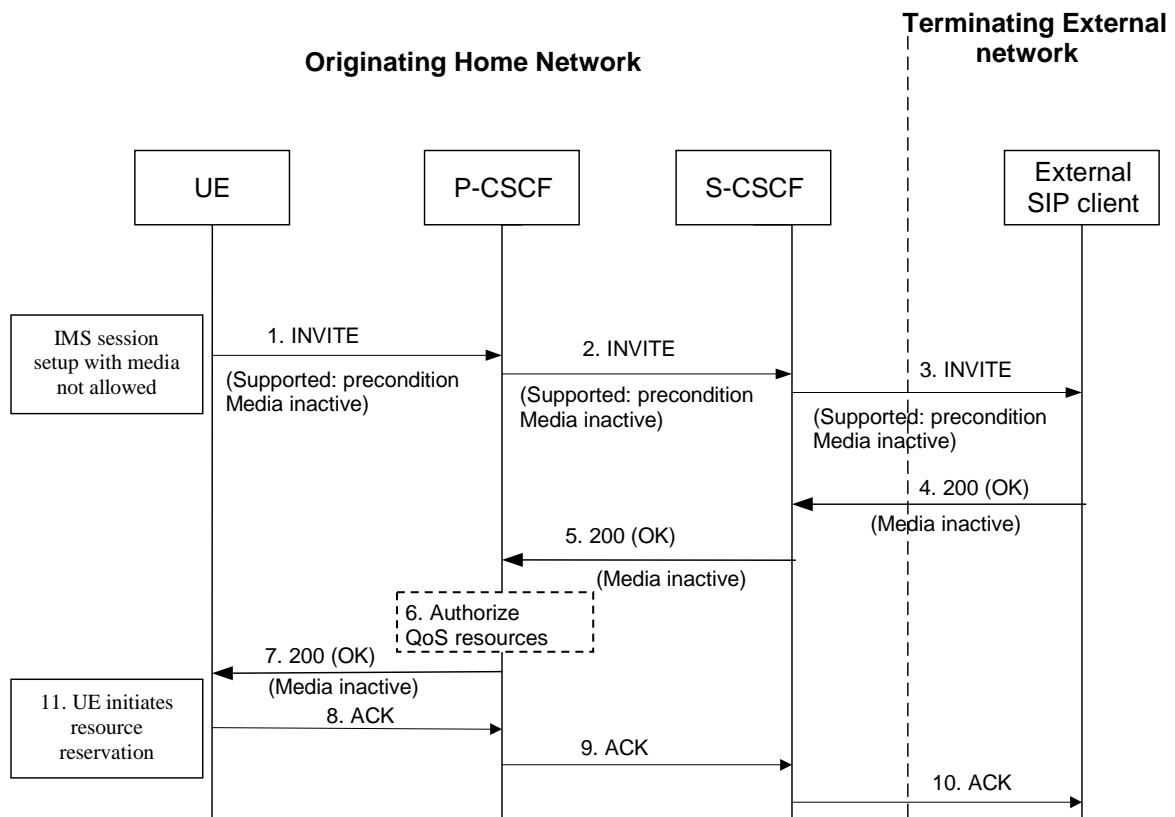 Terminating External
network
Originating Home Network
UE
P-CSCF
S-CSCF
External
SIP client
IMS session
setup with media
not allowed
1. INVITE
(Supported: precondition
Media inactive)
2. INVITE
(Supported: precondition
Media inactive)
3. INVITE
(Supported: precondition
Media inactive)
4. 200 (OK)
(Media inactive)
5. 200 (OK)
(Media inactive)
6. Authorize
QoS resources
7. 200 (OK)
(Media inactive)
11. UE initiates
resource
reservation
8. ACK
9. ACK
10. ACK